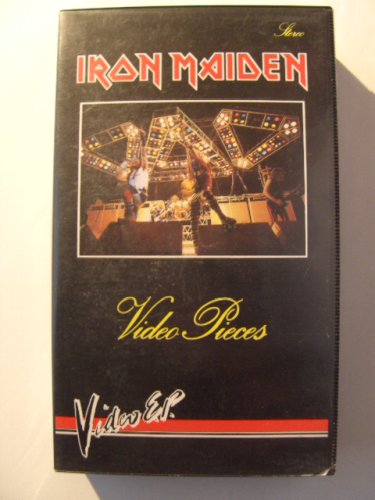 Stereo
IRON MAIDEN
Video Pieces
Video E.P.